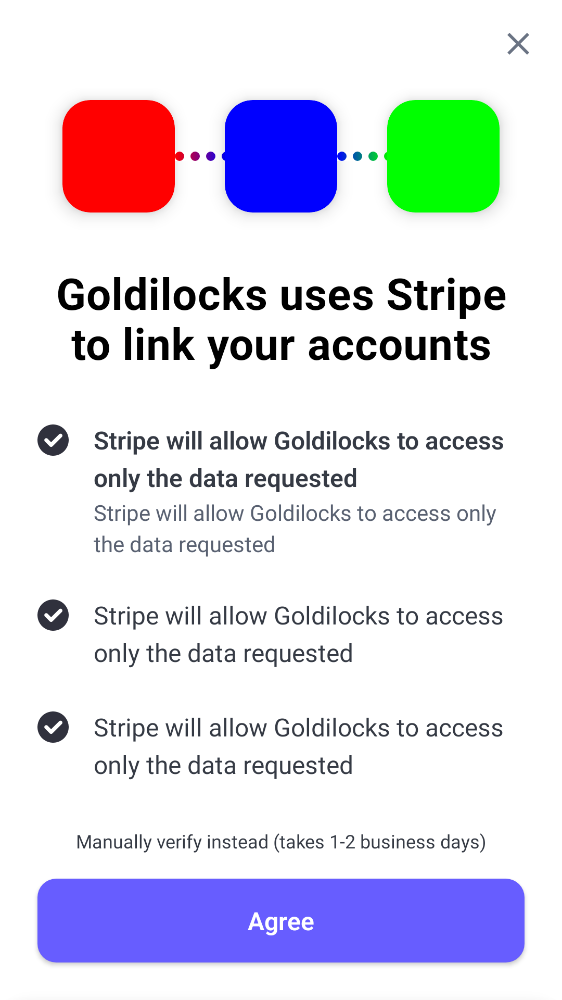 Goldilocks uses Stripe
to link your accounts
Stripe will allow Goldilocks to access
only the data requested
Stripe will allow Goldilocks to access only
the data requested
Stripe will allow Goldilocks to access
only the data requested
Stripe will allow Goldilocks to access
only the data requested
Manually verify instead (takes 1-2 business days)
Agree